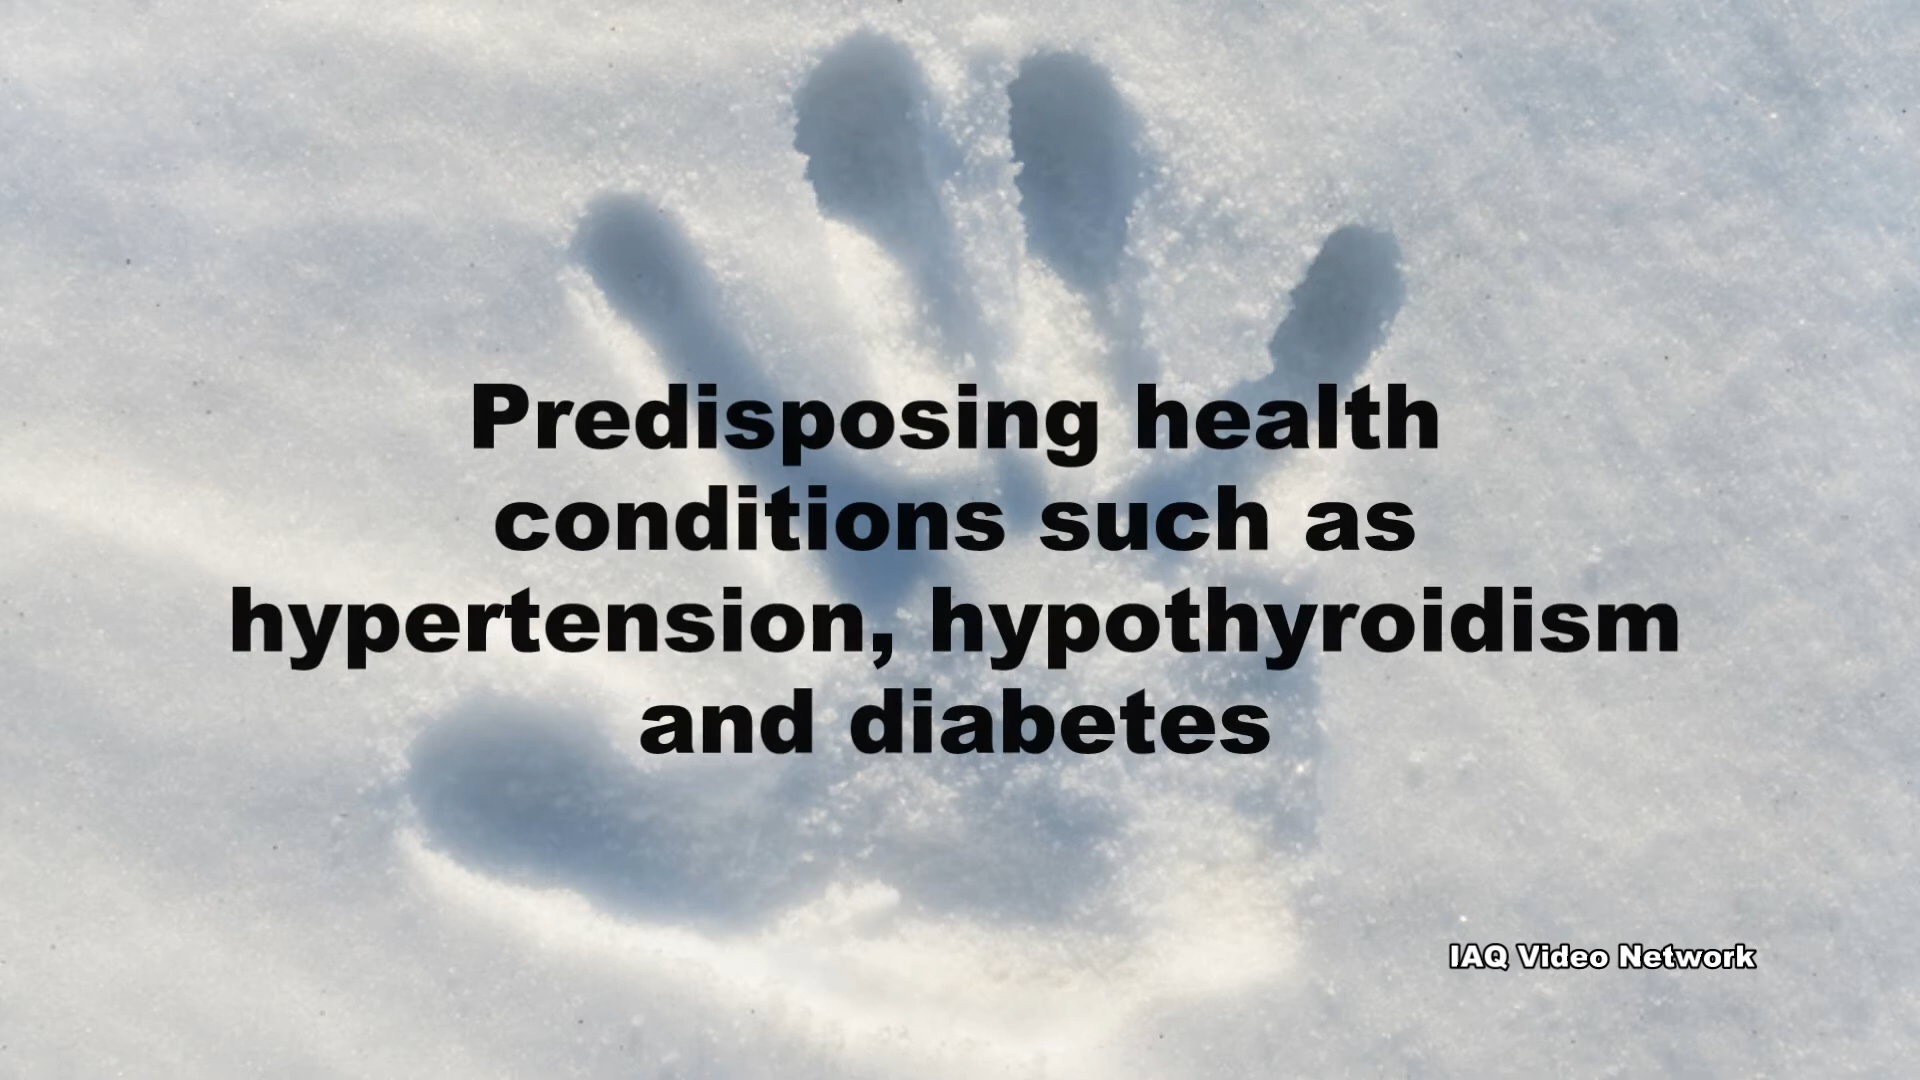 Predisposing health
conditions such as
hypertension, hypothyroidism
and diabetes
IAQ Video Network